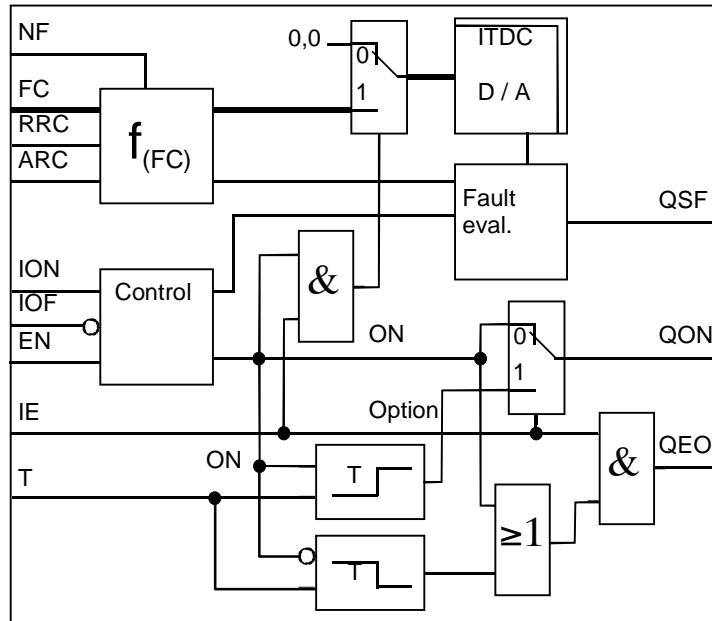 NF
0,0
0
ITDC
FC
1
D / A
RRC
f(FC)
ARC
Fault
eval.
QSF
ION
Control
&
IOF
EN
ON
0
QON
1
IE
Option
ON
T
&
QEO
T
≥1
T